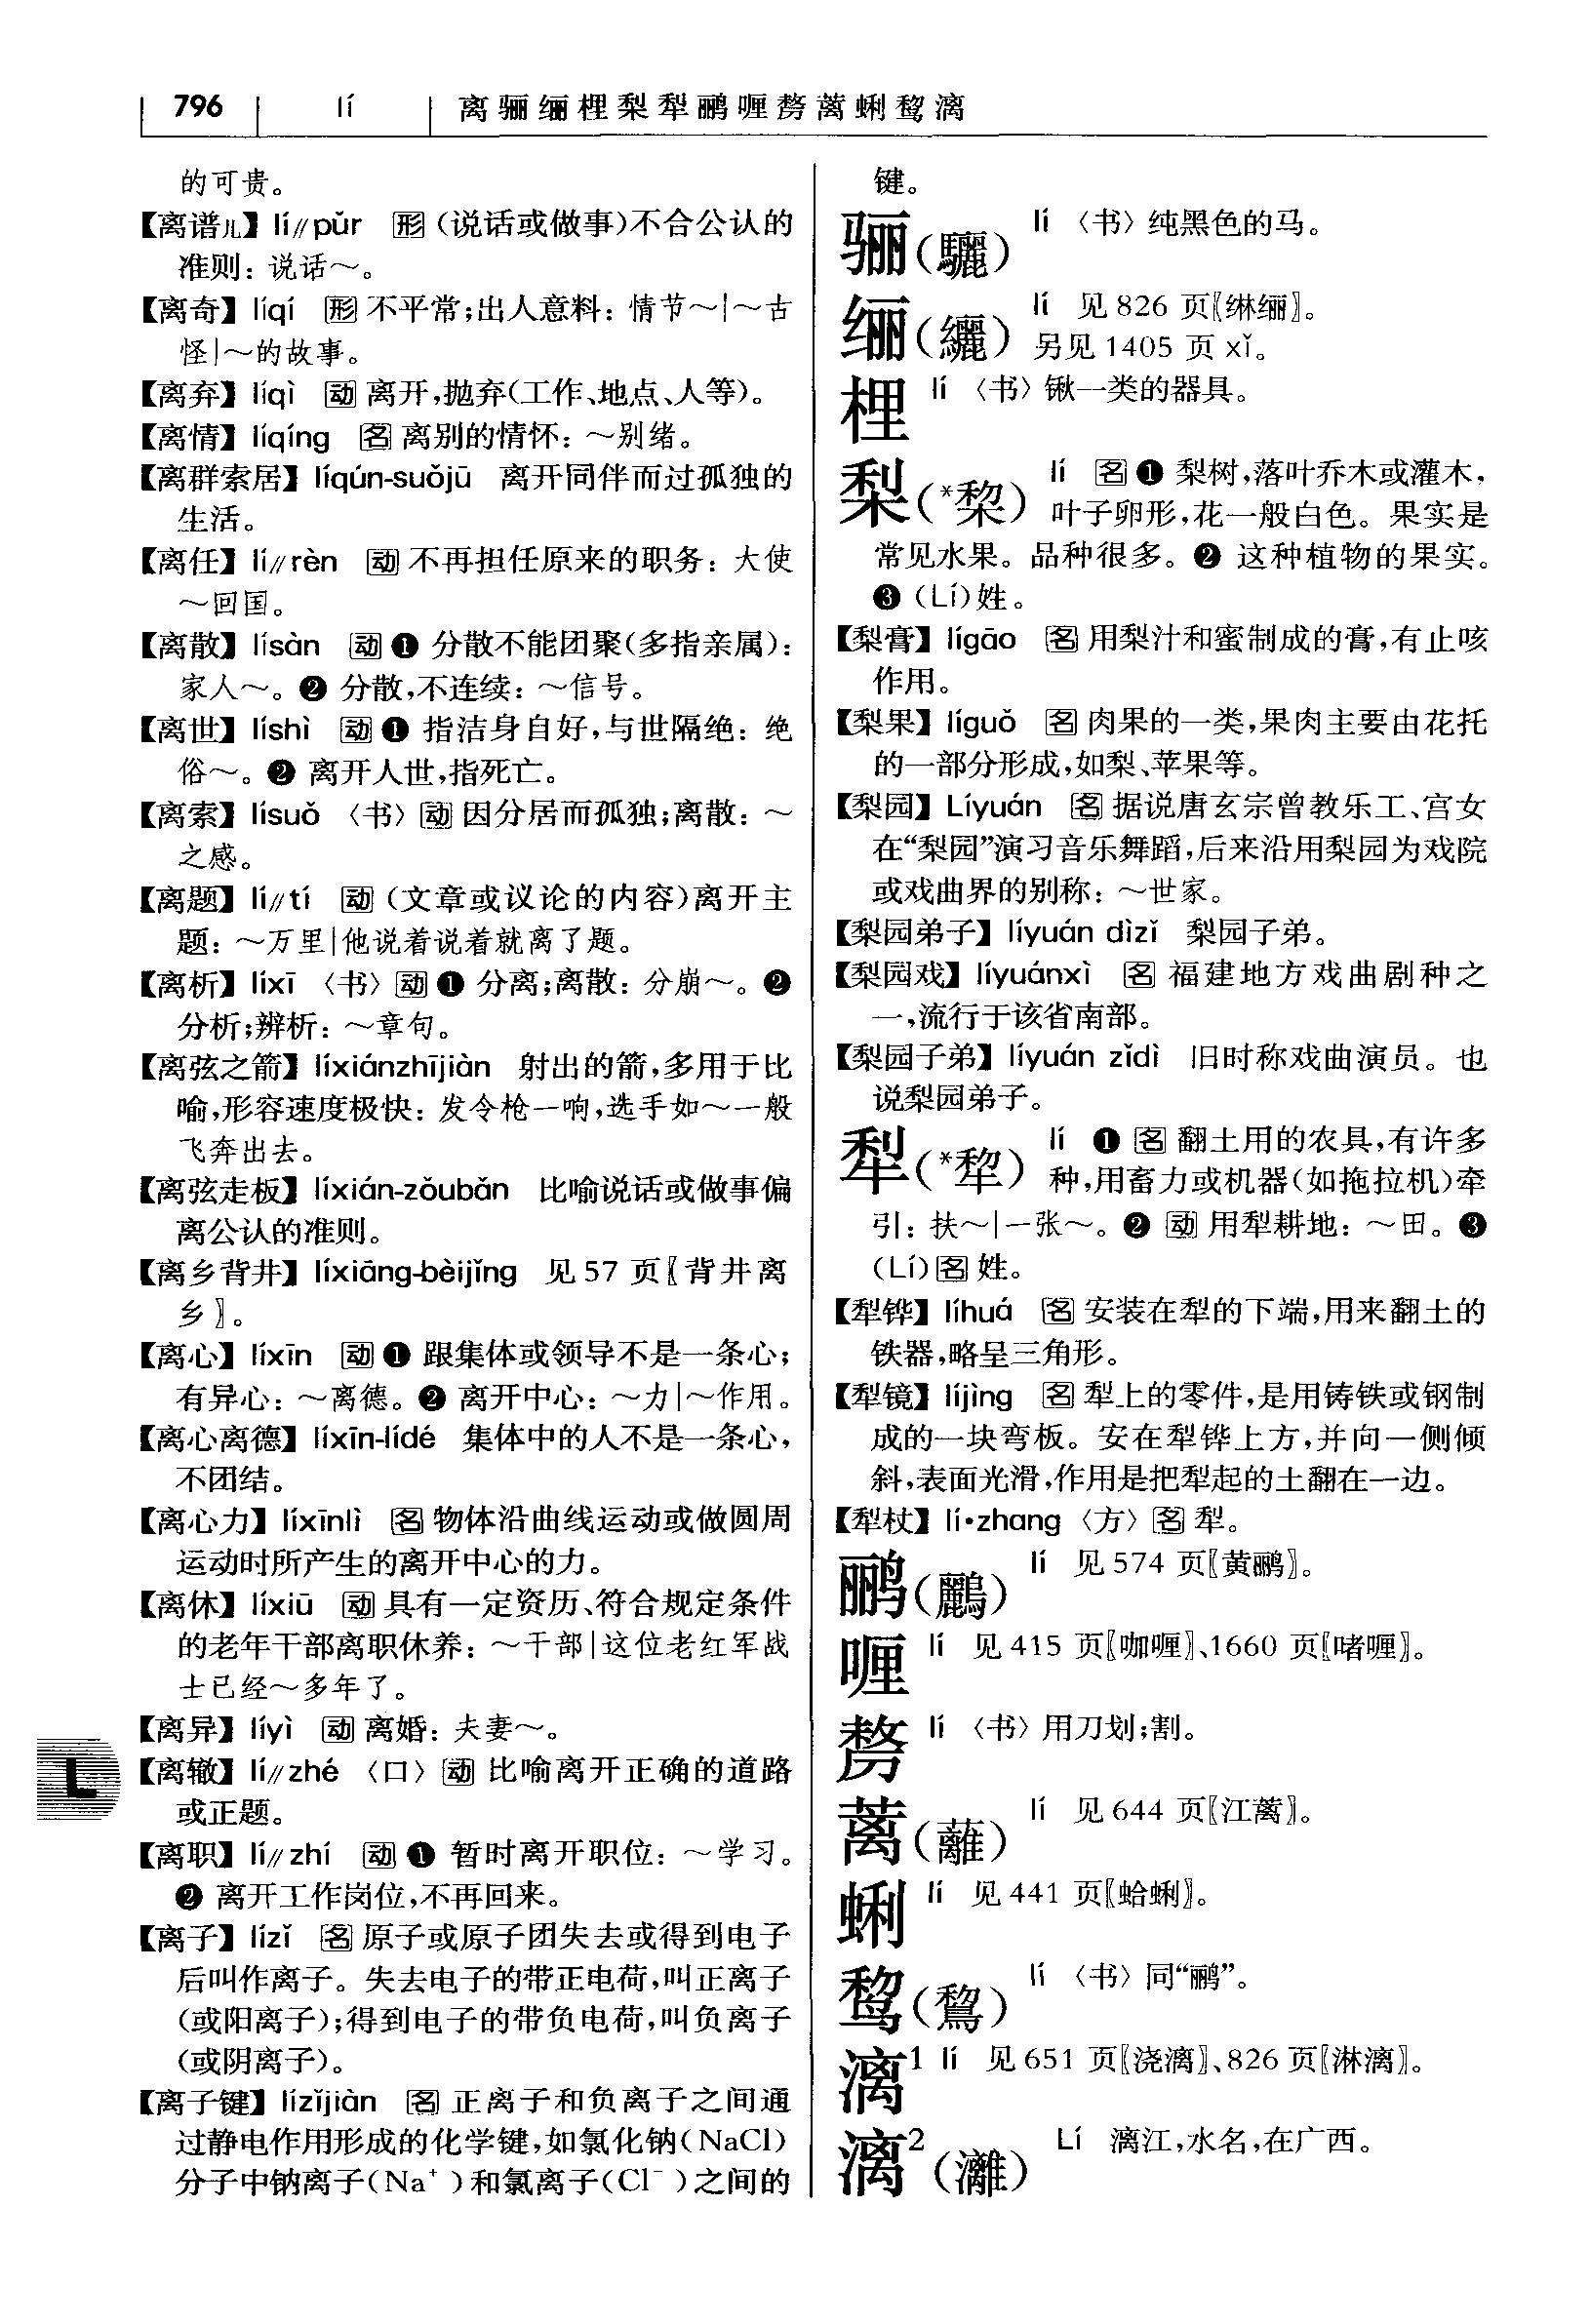 796 lí 离骊缡梩梨犁鹂喱剺蓠蜊鹙漓
的可贵。
【离谱儿】lí∥pǔr 形(说话或做事)不合公认的
准则：说话～。
【离奇】líqí 形 不平常;出人意料：情节～|～古
怪|～的故事。
【离弃】líqì 动 离开,抛弃(工作、地点、人等)。
【离情】líqíng 名 离别的情怀：～别绪。
【离群索居】líqún-suǒjū 离开同伴而过孤独的
生活。
【离任】lí∥rèn 动 不再担任原来的职务：大使
～回国。
【离散】lísàn 动 ❶ 分散不能团聚(多指亲属)：
家人～。❷ 分散,不连续：～信号。
【离世】líshì 动 ❶ 指洁身自好,与世隔绝：绝
俗～。❷ 离开人世,指死亡。
【离索】lísuǒ 〈书〉动 因分居而孤独;离散：～
之感。
【离题】lí∥tí 动 (文章或议论的内容)离开主
题：～万里|他说着说着就离了题。
【离析】líxī 〈书〉动 ❶ 分离;离散：分崩～。❷
分析;辨析：～章句。
【离弦之箭】líxiánzhījiàn 射出的箭,多用于比
喻,形容速度极快：发令枪一响,选手如～一般
飞奔出去。
【离弦走板】líxián-zǒubǎn 比喻说话或做事偏
离公认的准则。
【离乡背井】líxiāng-bèijǐng 见 57 页〖背井离
乡〗。
【离心】líxīn 动 ❶ 跟集体或领导不是一条心;
有异心：～离德。❷ 离开中心：～力|～作用。
【离心离德】líxīn-lídé 集体中的人不是一条心,
不团结。
【离心力】líxīnlì 名 物体沿曲线运动或做圆周
运动时所产生的离开中心的力。
【离休】líxiū 动 具有一定资历、符合规定条件
的老年干部离职休养：～干部|这位老红军战
士已经～多年了。
【离异】líyì 动 离婚：夫妻～。
【离辙】lí∥zhé 〈口〉动 比喻离开正确的道路
或正题。
L
【离职】lí∥zhí 动 ❶ 暂时离开职位：～学习。
❷ 离开工作岗位,不再回来。
【离子】lízǐ 名 原子或原子团失去或得到电子
后叫作离子。失去电子的带正电荷,叫正离子
(或阳离子);得到电子的带负电荷,叫负离子
(或阴离子)。
【离子键】lízǐjiàn 名 正离子和负离子之间通
过静电作用形成的化学键,如氯化钠(NaCl)
分子中钠离子(Na⁺)和氯离子(Cl⁻)之间的
键。
骊(驪) lí 〈书〉纯黑色的马。
缡(纚) lí 见 826 页〖綝缡〗。
另见 1405 页 xǐ。
梩 lí 〈书〉锹一类的器具。
梨(*棃) lí 名 ❶ 梨树,落叶乔木或灌木,
叶子卵形,花一般白色。果实是
常见水果。品种很多。❷ 这种植物的果实。
❸ (Lí)姓。
【梨膏】lígāo 名 用梨汁和蜜制成的膏,有止咳
作用。
【梨果】líguǒ 名 肉果的一类,果肉主要由花托
的一部分形成,如梨、苹果等。
【梨园】Líyuán 名 据说唐玄宗曾教乐工、宫女
在“梨园”演习音乐舞蹈,后来沿用梨园为戏院
或戏曲界的别称：～世家。
【梨园弟子】líyuán dìzǐ 梨园子弟。
【梨园戏】líyuánxì 名 福建地方戏曲剧种之
一,流行于该省南部。
【梨园子弟】líyuán zǐdì 旧时称戏曲演员。也
说梨园弟子。
犁(*犂) lí ❶ 名 翻土用的农具,有许多
种,用畜力或机器(如拖拉机)牵
引：扶～|一张～。❷ 动 用犁耕地：～田。❸
(Lí)名 姓。
【犁铧】líhuá 名 安装在犁的下端,用来翻土的
铁器,略呈三角形。
【犁镜】líjìng 名 犁上的零件,是用铸铁或钢制
成的一块弯板。安在犁铧上方,并向一侧倾
斜,表面光滑,作用是把犁起的土翻在一边。
【犁杖】lí•zhang 〈方〉名 犁。
鹂(鸝) lí 见 574 页〖黄鹂〗。
喱 lí 见 415 页〖咖喱〗、1660 页〖啫喱〗。
剺 lí 〈书〉用刀划;割。
蓠(蘺) lí 见 644 页〖江蓠〗。
蜊 lí 见 441 页〖蛤蜊〗。
鹙(鵹) lí 〈书〉同“鹂”。
漓¹ lí 见 651 页〖浇漓〗、826 页〖淋漓〗。
漓²(灕) Lí 漓江,水名,在广西。